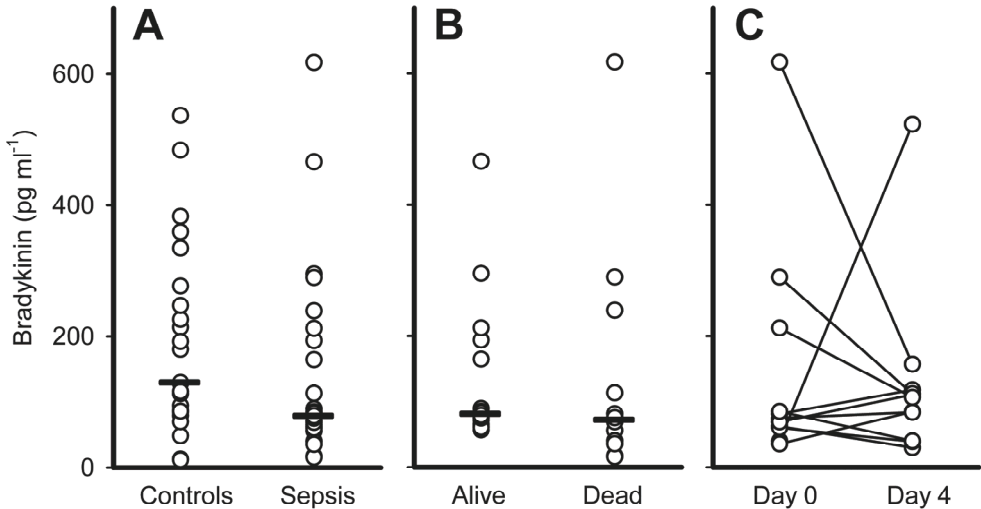 A
B
C
Bradykinin (pg ml-1)
600
400
200
0
Controls
Sepsis
Alive
Dead
Day 0
Day 4